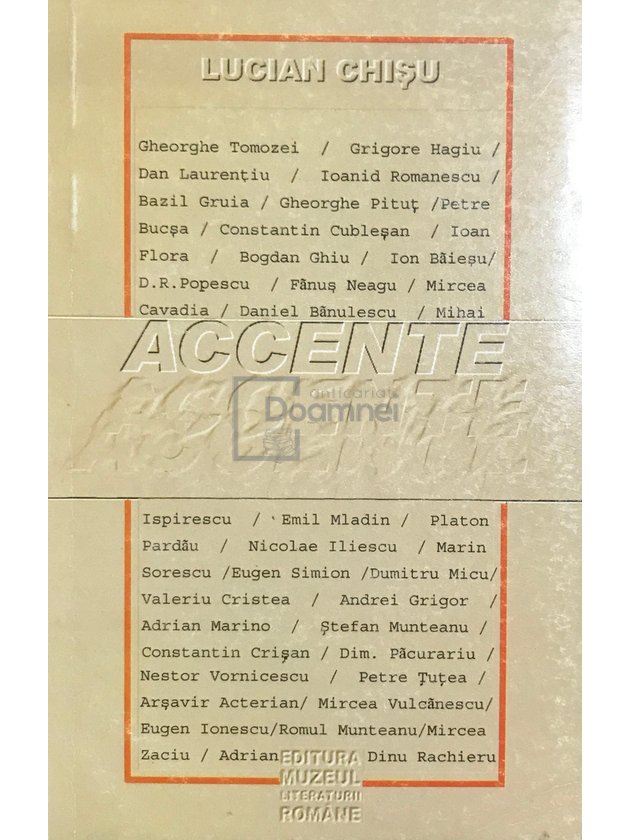 LUCIAN CHIŞU
Gheorghe Tomozei / Grigore Hagiu /
Dan Laurenţiu / Ioanid Romanescu /
Bazil Gruia / Gheorghe Pituţ /Petre
Bucşa / Constantin Cubleşan / Ioan
Flora / Bogdan Ghiu / Ion Băieşu/
D.R.Popescu / Fănuş Neagu / Mircea
Cavadia / Daniel Bănulescu / Mihai
ACCENTE
ACCENTE
anticariat
Doamnei
Ispirescu / Emil Mladin / Platon
Pardău / Nicolae Iliescu / Marin
Sorescu /Eugen Simion /Dumitru Micu/
Valeriu Cristea / Andrei Grigor /
Adrian Marino / Ştefan Munteanu /
Constantin Crişan / Dim. Păcurariu /
Nestor Vornicescu / Petre Ţuţea /
Arşavir Acterian/ Mircea Vulcănescu/
Eugen Ionescu/Romul Munteanu/Mircea
Zaciu / Adrian Dinu Rachieru
EDITURA
MUZEUL
LITERATURII
ROMÂNE